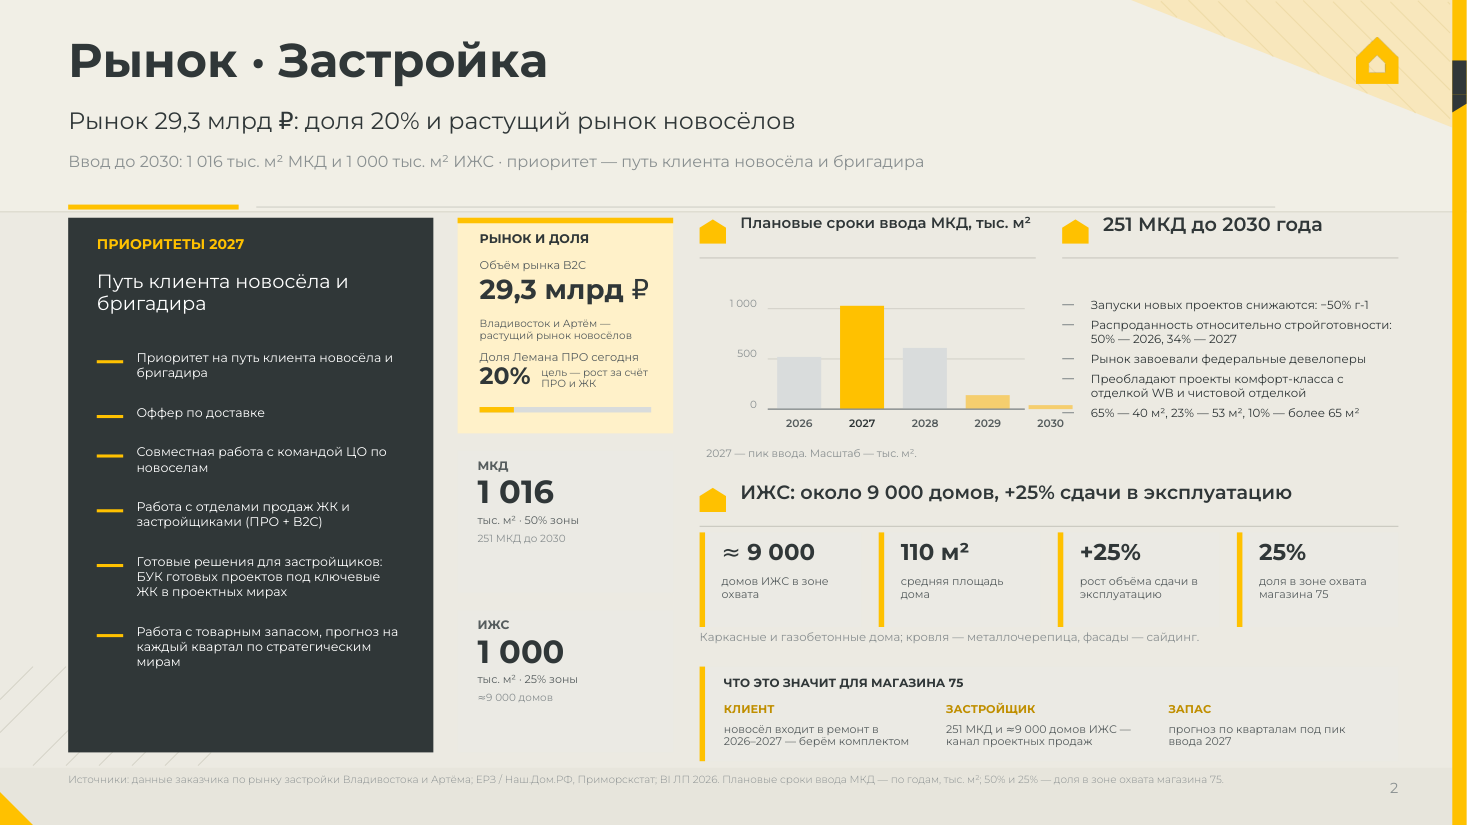 Рынок · Застройка
Рынок 29,3 млрд ₽: доля 20% и растущий рынок новосёлов
Ввод до 2030: 1 016 тыс. м² МКД и 1 000 тыс. м² ИЖС · приоритет — путь клиента новосёла и бригадира
ПРИОРИТЕТЫ 2027
Путь клиента новосёла и
бригадира
Приоритет на путь клиента новосёла и
бригадира
Оффер по доставке
Совместная работа с командой ЦО по
новоселам
Работа с отделами продаж ЖК и
застройщиками (ПРО + B2C)
Готовые решения для застройщиков:
БУК готовых проектов под ключевые
ЖК в проектных мирах
Работа с товарным запасом, прогноз на
каждый квартал по стратегическим
мирам
РЫНОК И ДОЛЯ
Объём рынка B2C
29,3 млрд ₽
Владивосток и Артём —
растущий рынок новосёлов
Доля Лемана ПРО сегодня
20%
цель — рост за счёт
ПРО и ЖК
МКД
1 016
тыс. м² · 50% зоны
251 МКД до 2030
ИЖС
1 000
тыс. м² · 25% зоны
≈9 000 домов
Плановые сроки ввода МКД, тыс. м²
1 000
500
0
2026
2027
2028
2029
2030
2027 — пик ввода. Масштаб — тыс. м².
251 МКД до 2030 года
— Запуски новых проектов снижаются: −50% г-1
— Распроданность относительно стройготовности:
50% — 2026, 34% — 2027
— Рынок завоевали федеральные девелоперы
— Преобладают проекты комфорт-класса с
отделкой WB и чистовой отделкой
— 65% — 40 м², 23% — 53 м², 10% — более 65 м²
ИЖС: около 9 000 домов, +25% сдачи в эксплуатацию
≈ 9 000
домов ИЖС в зоне
охвата
110 м²
средняя площадь
дома
+25%
рост объёма сдачи в
эксплуатацию
25%
доля в зоне охвата
магазина 75
Каркасные и газобетонные дома; кровля — металлочерепица, фасады — сайдинг.
ЧТО ЭТО ЗНАЧИТ ДЛЯ МАГАЗИНА 75
КЛИЕНТ
новосёл входит в ремонт в
2026–2027 — берём комплектом
ЗАСТРОЙЩИК
251 МКД и ≈9 000 домов ИЖС —
канал проектных продаж
ЗАПАС
прогноз по кварталам под пик
ввода 2027
Источники: данные заказчика по рынку застройки Владивостока и Артёма; ЕРЗ / Наш.Дом.РФ, Приморскстат; BI ЛП 2026. Плановые сроки ввода МКД — по годам, тыс. м²; 50% и 25% — доля в зоне охвата магазина 75.
2